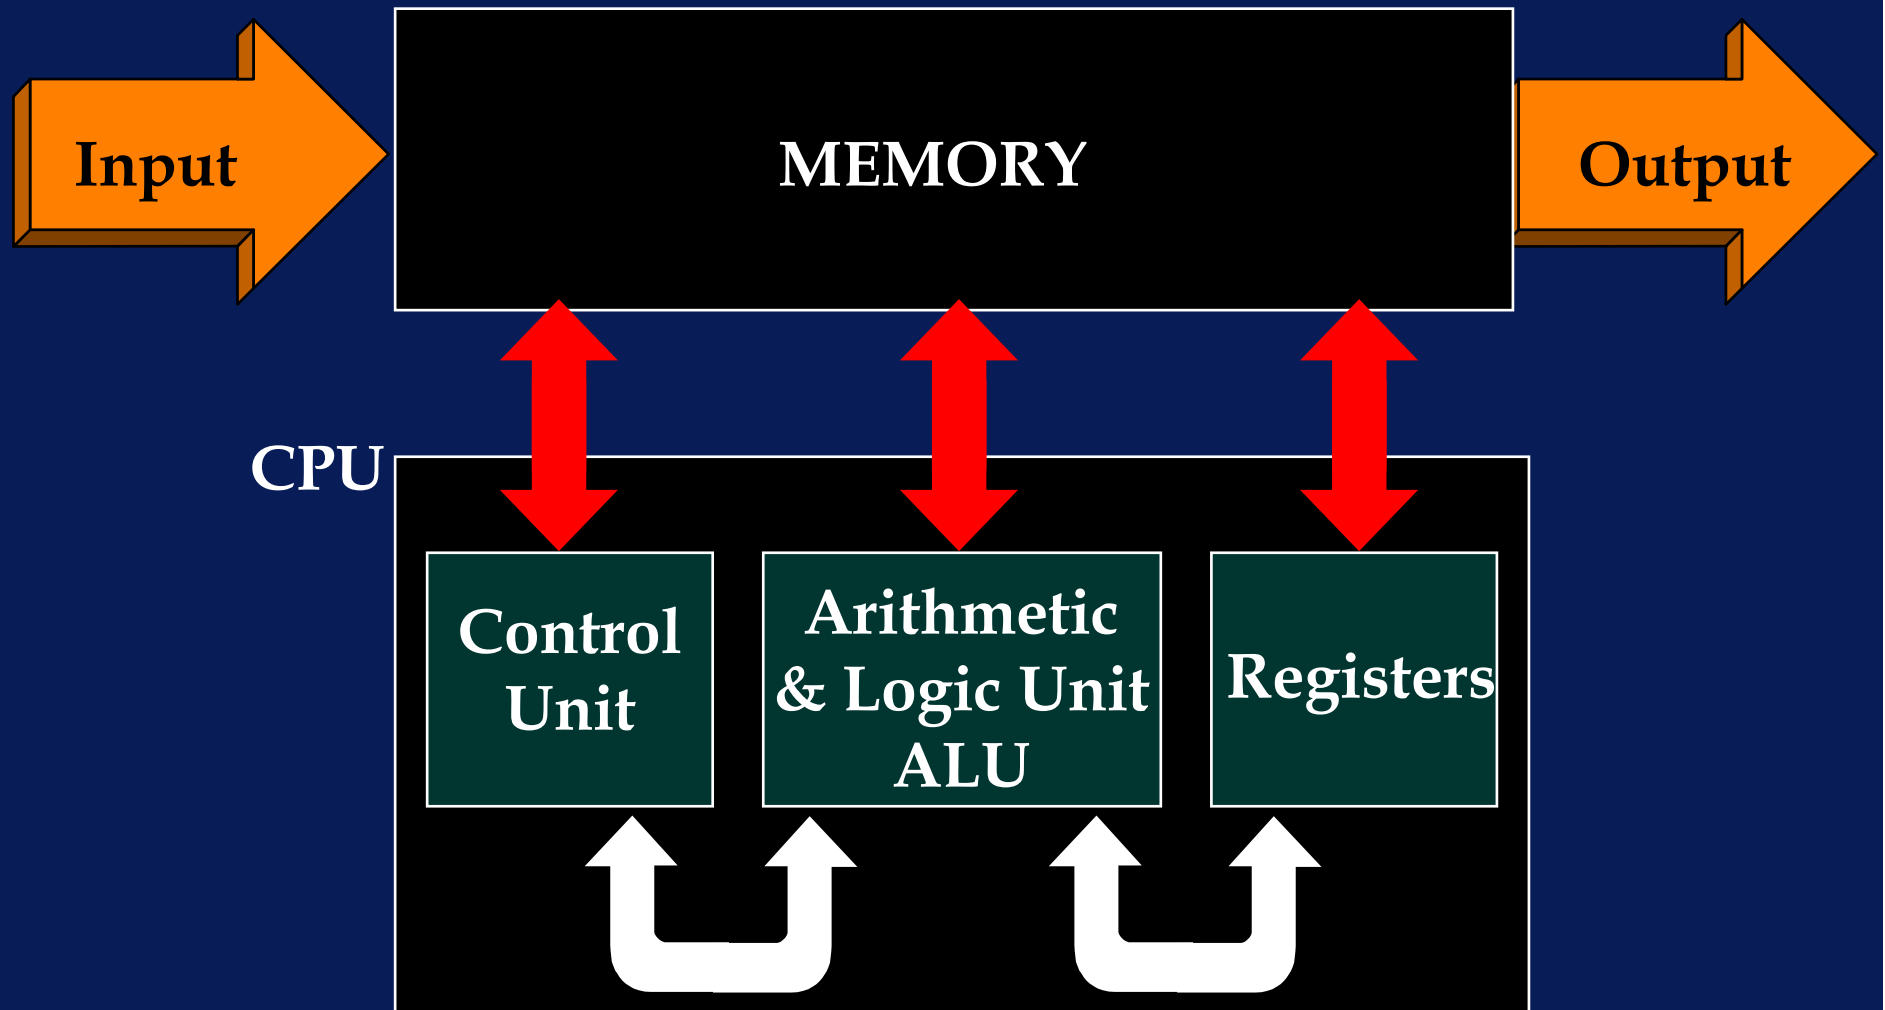 Input
MEMORY
Output
CPU
Control
Unit
Arithmetic
& Logic Unit
ALU
Registers